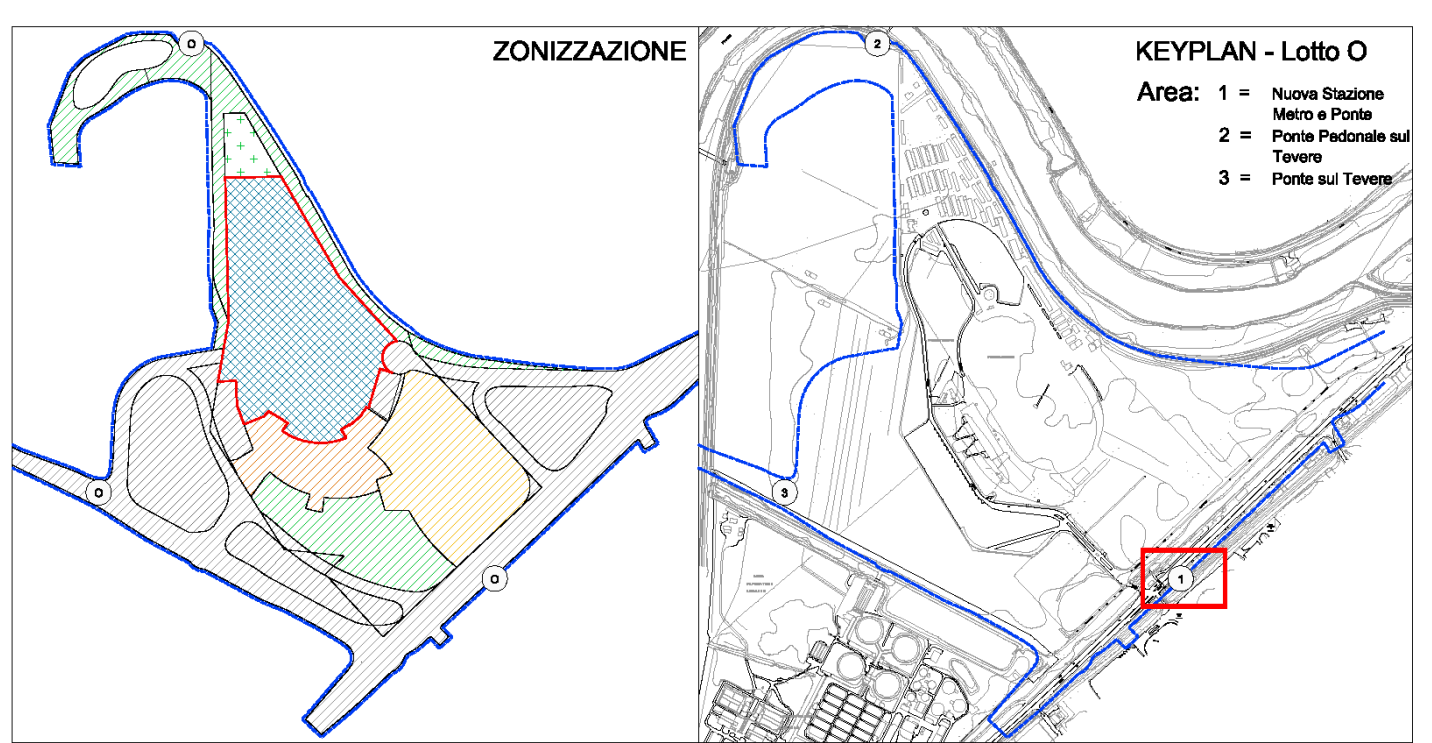 ZONIZZAZIONE
O
O
O
KEYPLAN - Lotto O
Area: 1 = Nuova Stazione
Metro e Ponte
2 = Ponte Pedonale sul
Tevere
3 = Ponte sul Tevere
2
3
1